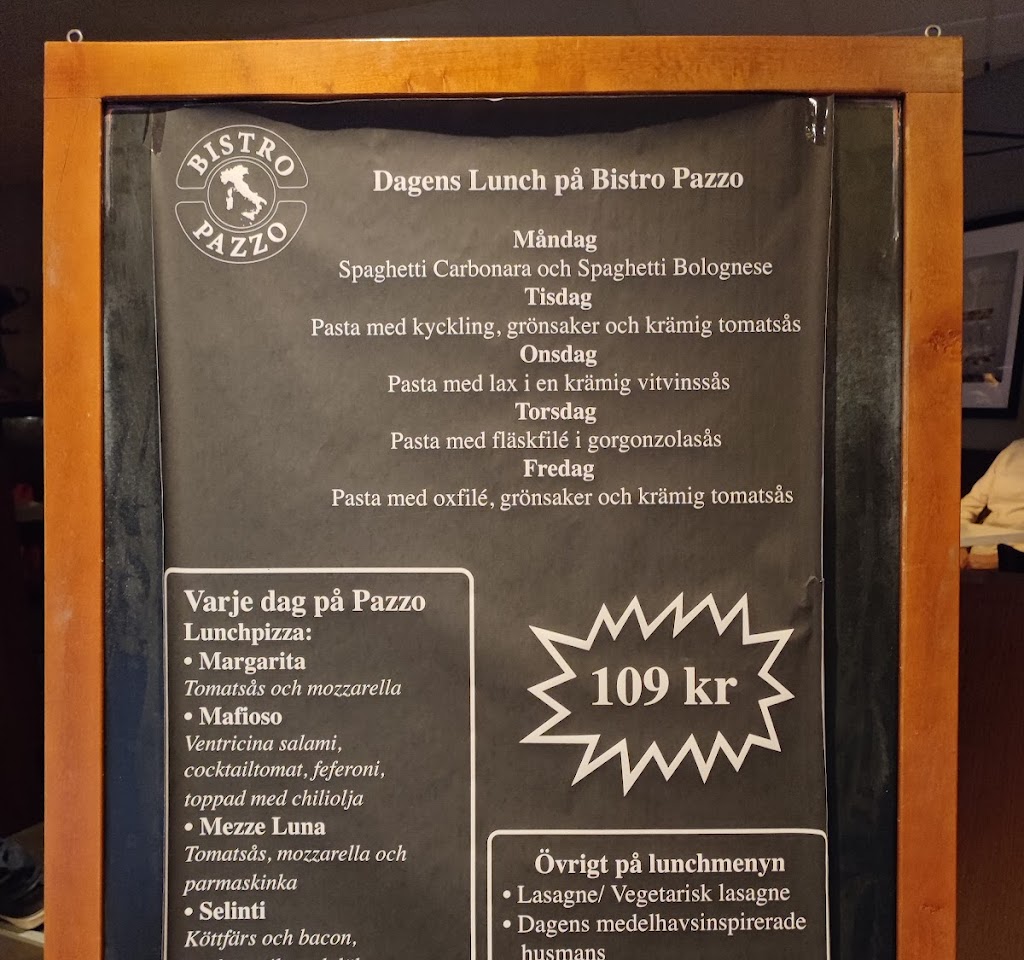 BISTRO
PAZZO
Dagens Lunch på Bistro Pazzo
Måndag
Spaghetti Carbonara och Spaghetti Bolognese
Tisdag
Pasta med kyckling, grönsaker och krämig tomatsås
Onsdag
Pasta med lax i en krämig vitvinssås
Torsdag
Pasta med fläskfilé i gorgonzolasås
Fredag
Pasta med oxfilé, grönsaker och krämig tomatsås
Varje dag på Pazzo
Lunchpizza:
• Margarita
Tomatsås och mozzarella
• Mafioso
Ventricina salami,
cocktailtomat, feferoni,
toppad med chiliolja
• Mezze Luna
Tomatsås, mozzarella och
parmaskinka
• Selinti
Köttfärs och bacon,
109 kr
Övrigt på lunchmenyn
• Lasagne/ Vegetarisk lasagne
• Dagens medelhavsinspirerade
husmans